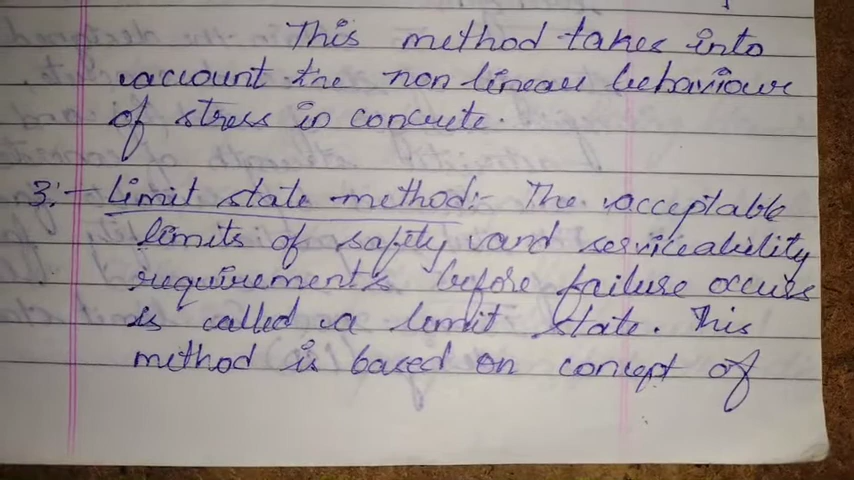 This method takes into
account the non linear behaviour
of stress in concrete.
3:- Limit state method:- The acceptable
limits of safety and serviceability
requirements before failure occurs
is called a limit state. This
method is based on concept of